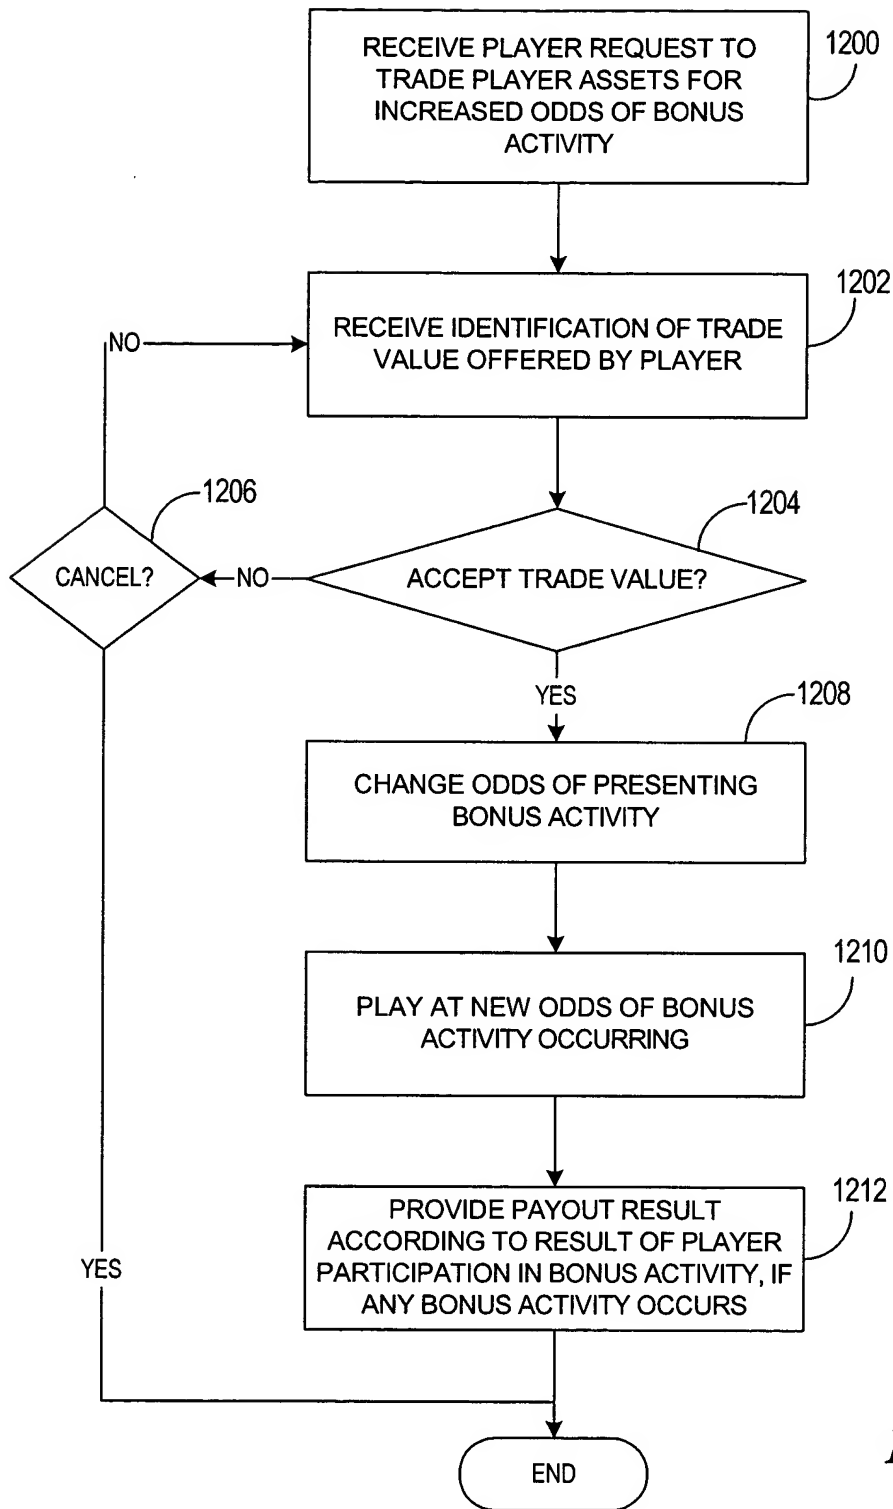 RECEIVE PLAYER REQUEST TO
TRADE PLAYER ASSETS FOR
INCREASED ODDS OF BONUS
ACTIVITY
1200
RECEIVE IDENTIFICATION OF TRADE
VALUE OFFERED BY PLAYER
1202
NO
CANCEL?
1206
NO
ACCEPT TRADE VALUE?
1204
YES
CHANGE ODDS OF PRESENTING
BONUS ACTIVITY
1208
PLAY AT NEW ODDS OF BONUS
ACTIVITY OCCURRING
1210
PROVIDE PAYOUT RESULT
ACCORDING TO RESULT OF PLAYER
PARTICIPATION IN BONUS ACTIVITY, IF
ANY BONUS ACTIVITY OCCURS
1212
YES
END